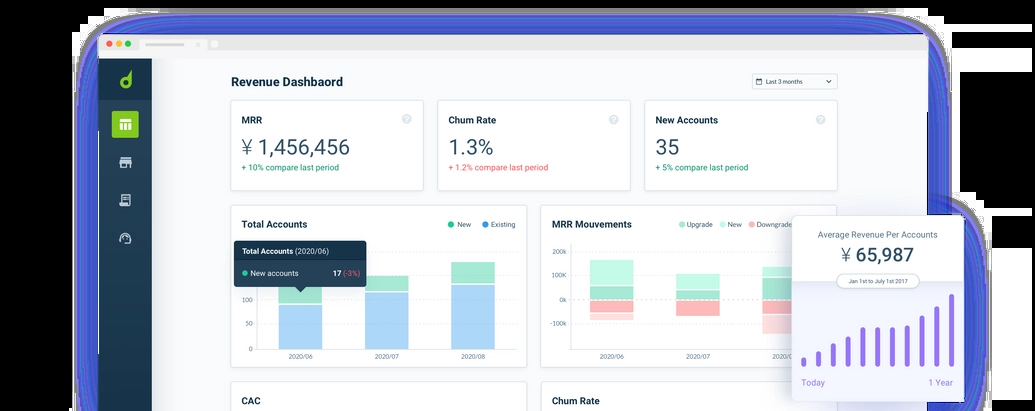 Revenue Dashbaord
Last 3 months
MRR
¥ 1,456,456
+ 10% compare last period
Chum Rate
1.3%
+ 1.2% compare last period
New Accounts
35
+ 5% compare last period
Total Accounts
New
Existing
Total Accounts (2020/06)
New accounts 17 (-3%)
100
50
0
2020/06 2020/07 2020/08
MRR Mouvements
Upgrade
New
Downgrade
200k
100K
0k
-100k
2020/06 2020/07
Average Revenue Per Accounts
¥ 65,987
Jan 1st to July 1st 2017
Today
1 Year
CAC
Chum Rate